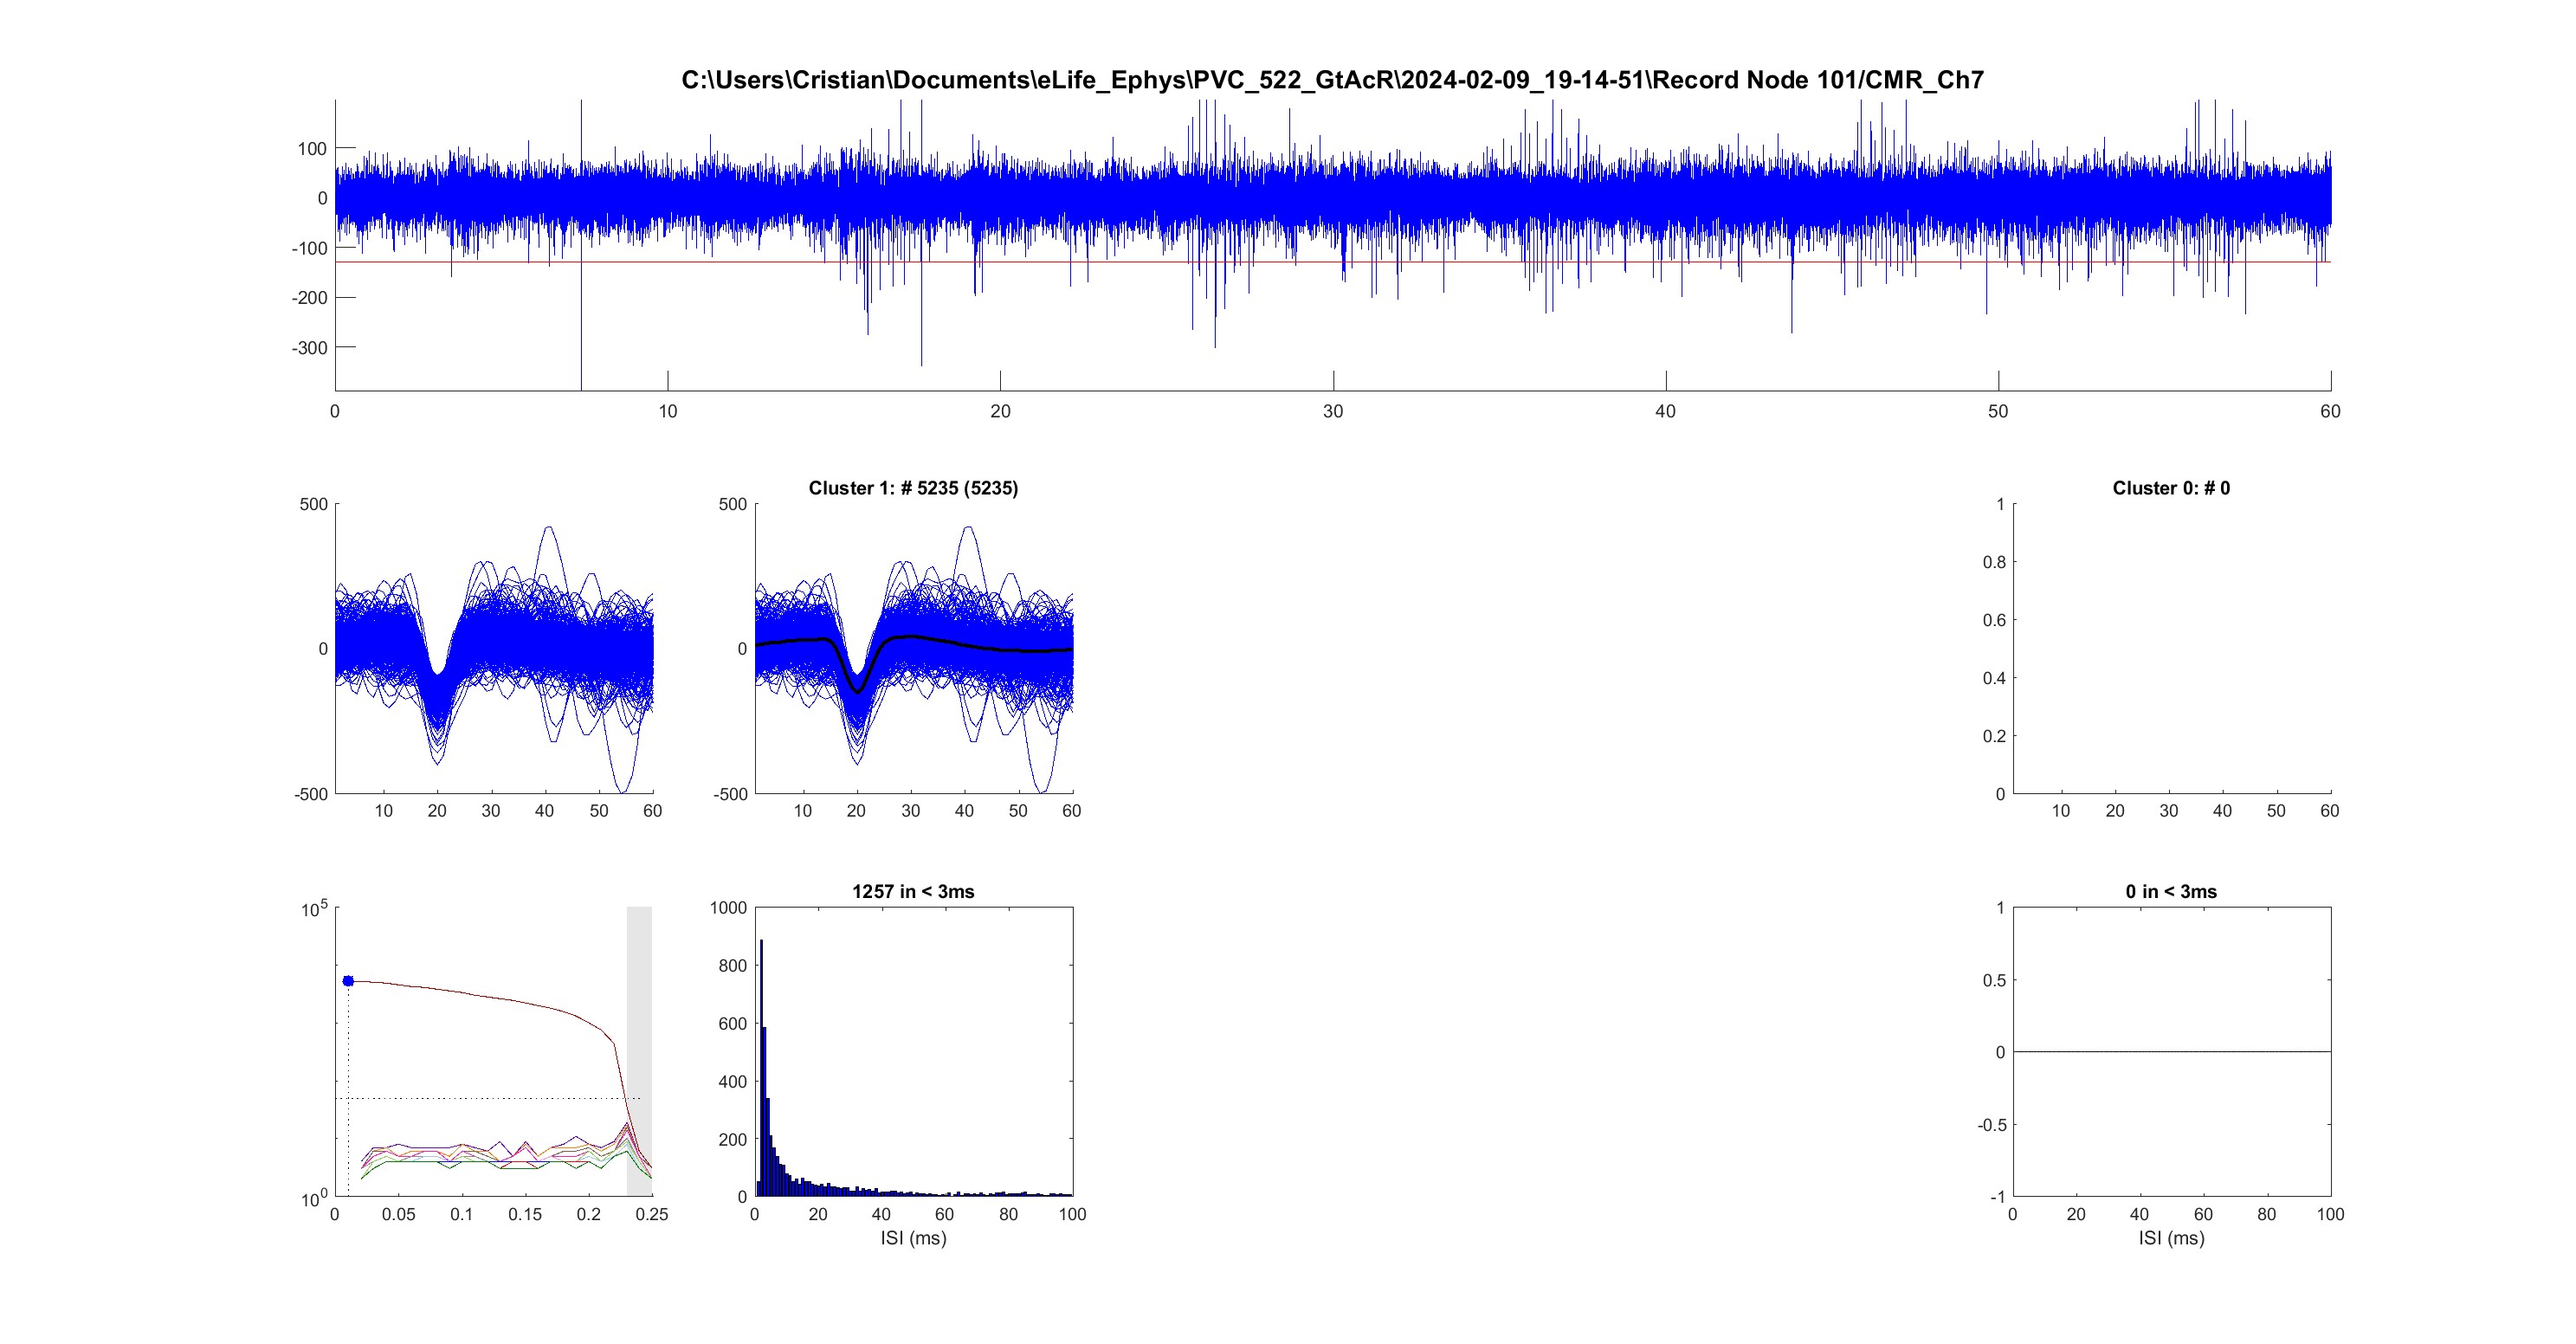 C:\Users\Cristian\Documents\eLife_Ephys\PVC_522_GtAcR\2024-02-09_19-14-51\Record Node 101/CMR_Ch7
100
0
-100
-200
-300
0 10 20 30 40 50 60
Cluster 1: # 5235 (5235)
Cluster 0: # 0
500
0
-500
10 20 30 40 50 60
500
0
-500
10 20 30 40 50 60
1
0.8
0.6
0.4
0.2
0
10 20 30 40 50 60
1257 in < 3ms
0 in < 3ms
10^5
10^0
0 0.05 0.1 0.15 0.2 0.25
1000
800
600
400
200
0
0 20 40 60 80 100
ISI (ms)
1
0.5
0
-0.5
-1
0 20 40 60 80 100
ISI (ms)